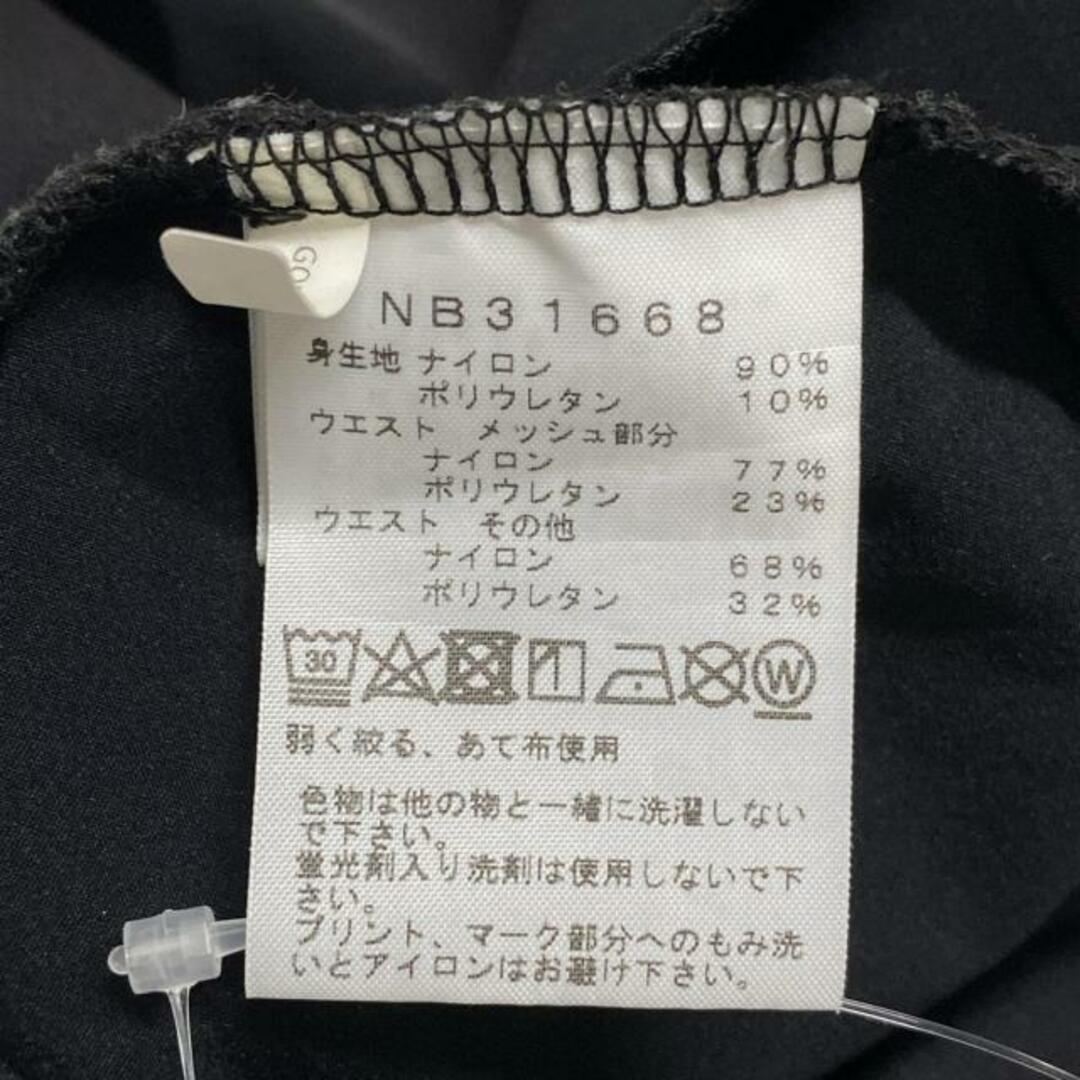 GO
NB31668
身生地 ナイロン 90%
ポリウレタン 10%
ウエスト メッシュ部分
ナイロン 77%
ポリウレタン 23%
ウエスト その他
ナイロン 68%
ポリウレタン 32%
30 W
弱く絞る、あて布使用
色物は他の物と一緒に洗濯しない
で下さい。
蛍光剤入り洗剤は使用しないで下
さい。
プリント、マーク部分へのもみ洗
いとアイロンはお避け下さい。